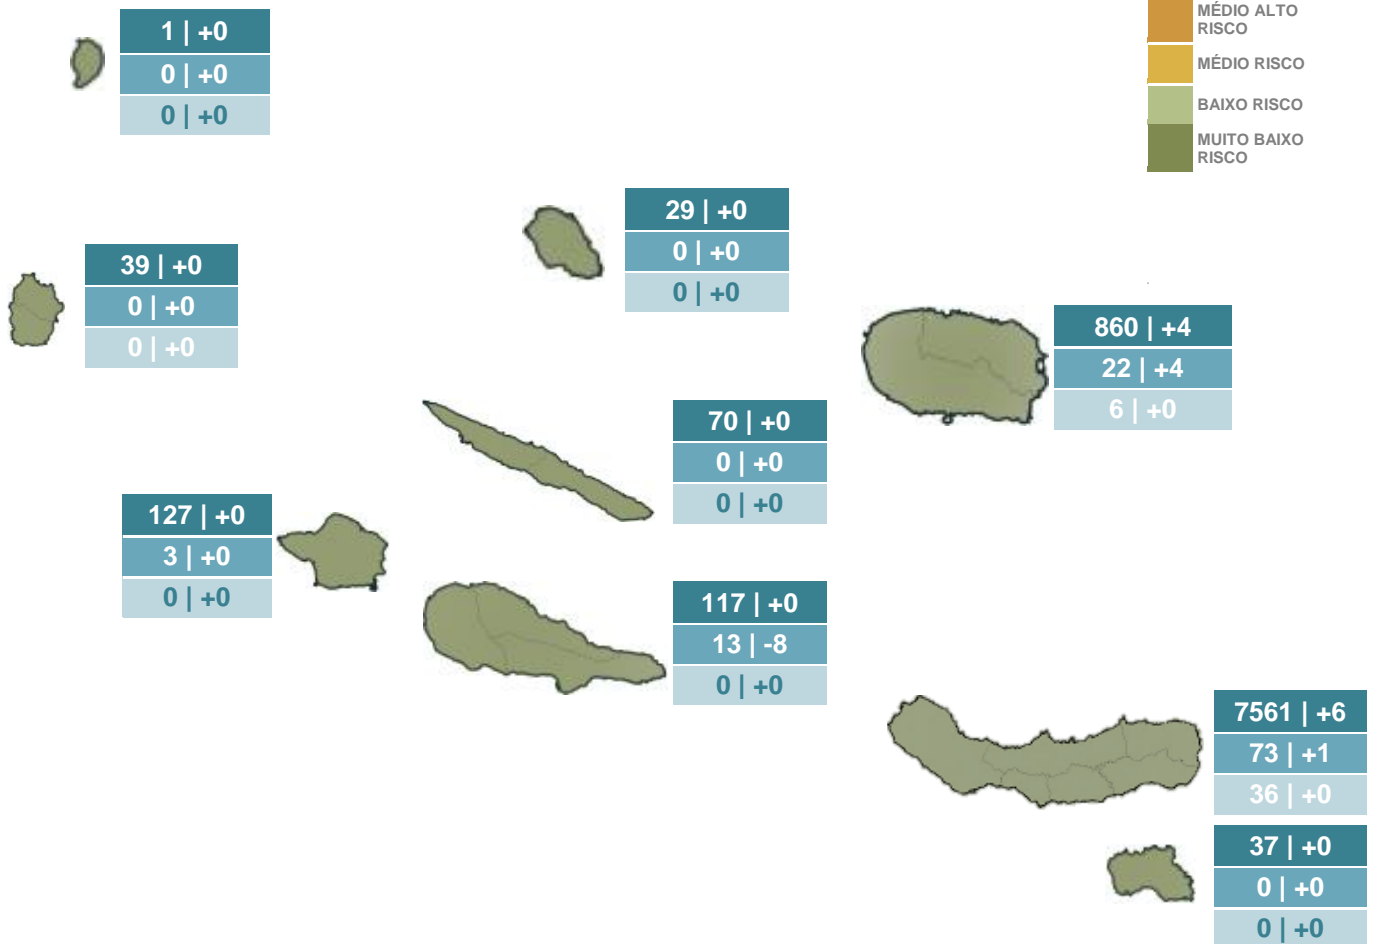 MÉDIO ALTO
RISCO
MÉDIO RISCO
BAIXO RISCO
MUITO BAIXO
RISCO
1 | +0
0 | +0
0 | +0
29 | +0
0 | +0
0 | +0
39 | +0
0 | +0
0 | +0
860 | +4
22 | +4
6 | +0
70 | +0
0 | +0
0 | +0
127 | +0
3 | +0
0 | +0
117 | +0
13 | -8
0 | +0
7561 | +6
73 | +1
36 | +0
37 | +0
0 | +0
0 | +0